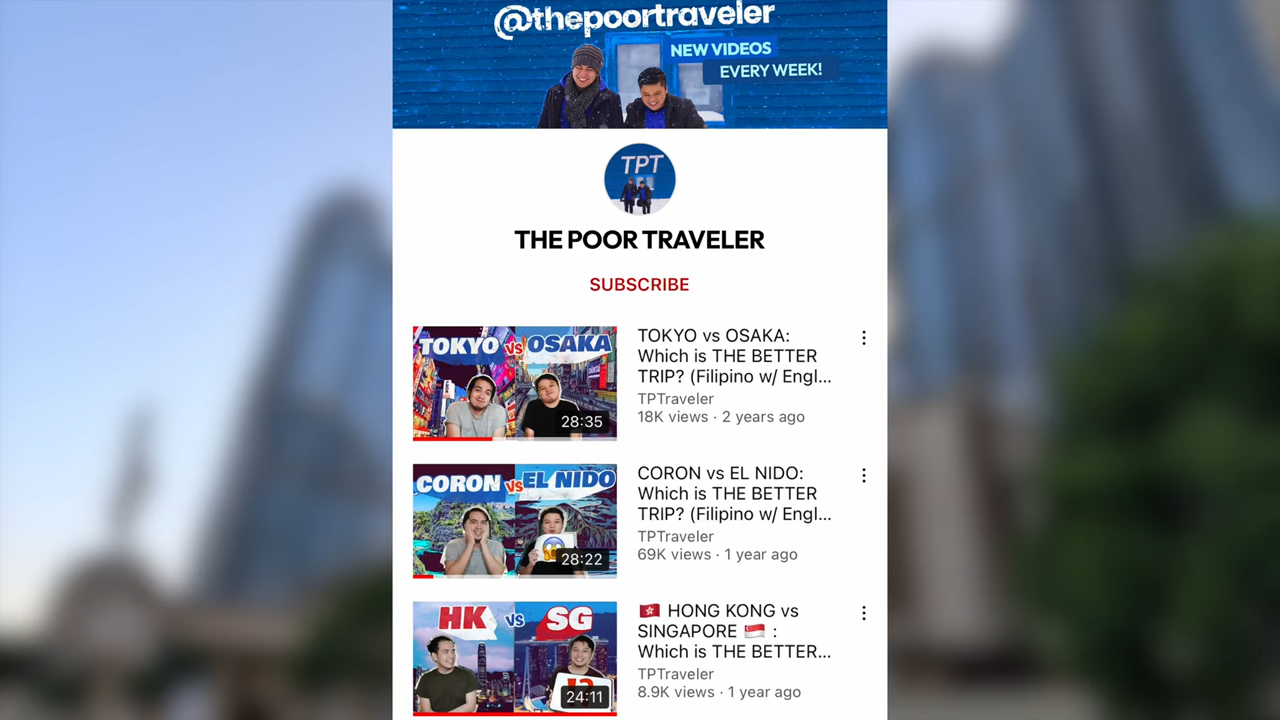 @thepoortraveler
NEW VIDEOS
EVERY WEEK!
TPT
THE POOR TRAVELER
SUBSCRIBE
TOKYO vs OSAKA
28:35
TOKYO vs OSAKA:
Which is THE BETTER
TRIP? (Filipino w/ Engl...
TPTraveler
18K views · 2 years ago
CORON vs EL NIDO
28:22
CORON vs EL NIDO:
Which is THE BETTER
TRIP? (Filipino w/ Engl...
TPTraveler
69K views · 1 year ago
HK vs SG
24:11
🇭🇰 HONG KONG vs
SINGAPORE 🇸🇬 :
Which is THE BETTER...
TPTraveler
8.9K views · 1 year ago